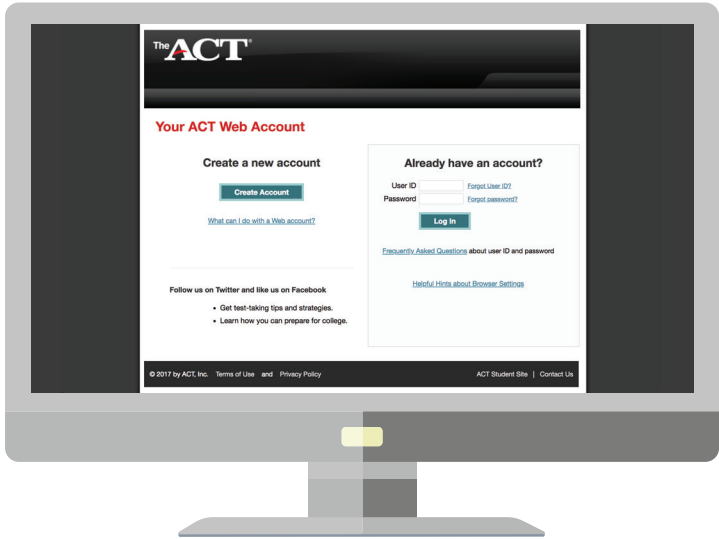 The ACT®
Your ACT Web Account
Create a new account
Create Account
What can I do with a Web account?
Follow us on Twitter and like us on Facebook
• Get test-taking tips and strategies.
• Learn how you can prepare for college.
Already have an account?
User ID Forgot User ID?
Password Forgot password?
Log In
Frequently Asked Questions about user ID and password
Helpful Hints about Browser Settings
© 2017 by ACT, Inc. Terms of Use and Privacy Policy ACT Student Site | Contact Us